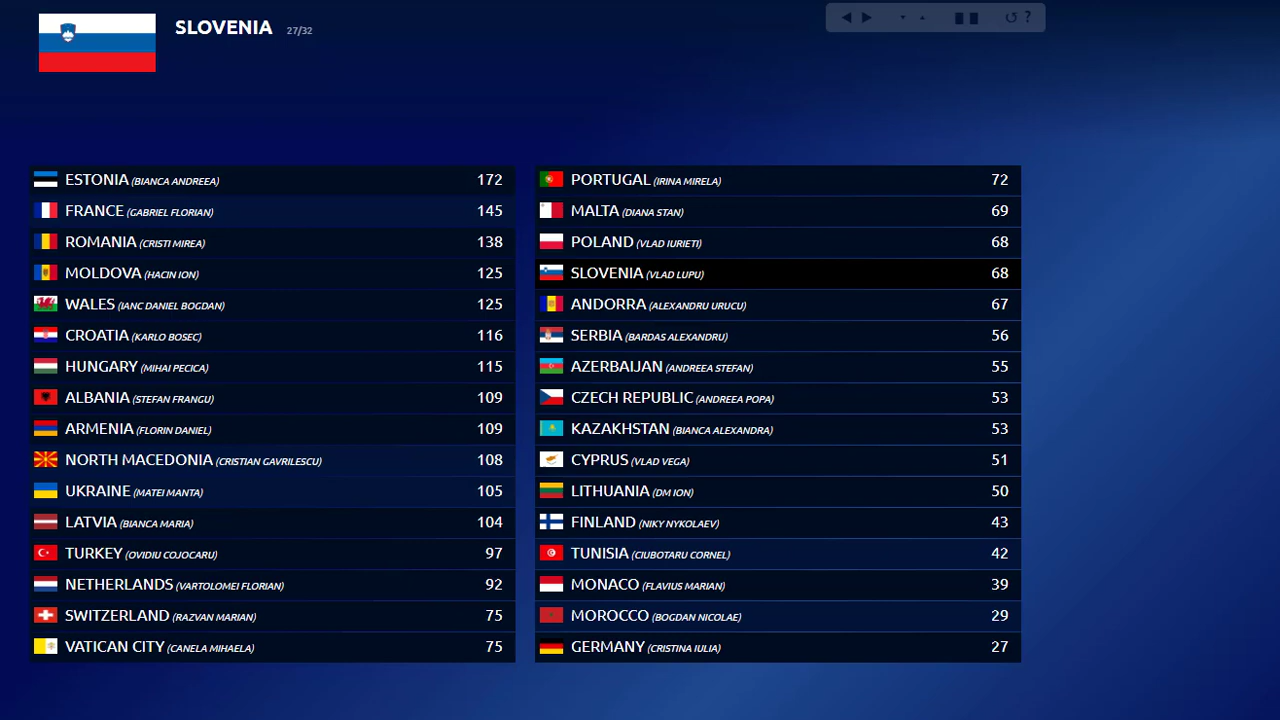 SLOVENIA 27/32
ESTONIA (BIANCA ANDREEA) 172
FRANCE (GABRIEL FLORIAN) 145
ROMANIA (CRISTI MIREA) 138
MOLDOVA (HACIN ION) 125
WALES (IANC DANIEL BOGDAN) 125
CROATIA (KARLO BOSEC) 116
HUNGARY (MIHAI PECICA) 115
ALBANIA (STEFAN FRANGU) 109
ARMENIA (FLORIN DANIEL) 109
NORTH MACEDONIA (CRISTIAN GAVRILESCU) 108
UKRAINE (MATEI MANTA) 105
LATVIA (BIANCA MARIA) 104
TURKEY (OVIDIU COJOCARU) 97
NETHERLANDS (VARTOLOMEI FLORIAN) 92
SWITZERLAND (RAZVAN MARIAN) 75
VATICAN CITY (CANELA MIHAELA) 75
PORTUGAL (IRINA MIRELA) 72
MALTA (DIANA STAN) 69
POLAND (VLAD IURIETI) 68
SLOVENIA (VLAD LUPU) 68
ANDORRA (ALEXANDRU URUCU) 67
SERBIA (BARDAS ALEXANDRU) 56
AZERBAIJAN (ANDREEA STEFAN) 55
CZECH REPUBLIC (ANDREEA POPA) 53
KAZAKHSTAN (BIANCA ALEXANDRA) 53
CYPRUS (VLAD VEGA) 51
LITHUANIA (DM ION) 50
FINLAND (NIKY NYKOLAEV) 43
TUNISIA (CIUBOTARU CORNEL) 42
MONACO (FLAVIUS MARIAN) 39
MOROCCO (BOGDAN NICOLAE) 29
GERMANY (CRISTINA IULIA) 27